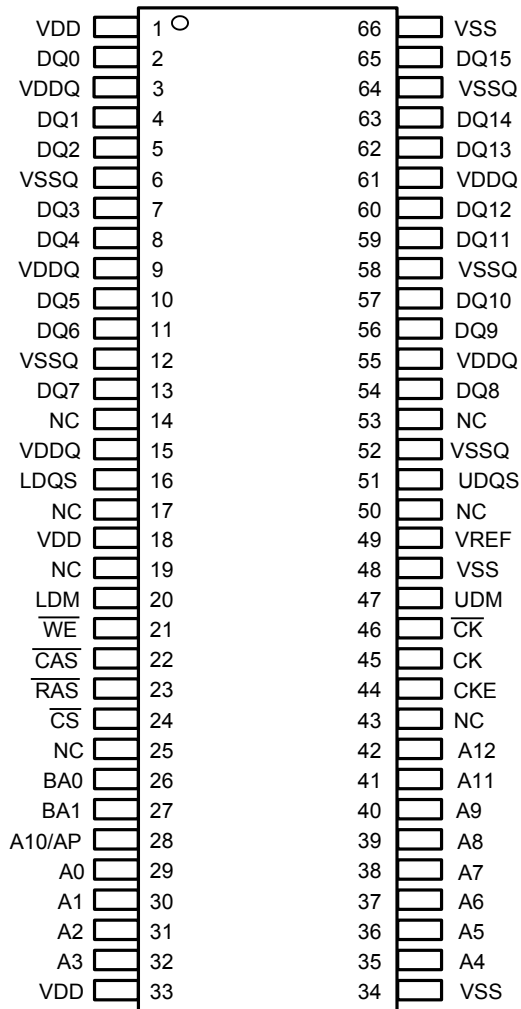 VDD 1 66 VSS
DQ0 2 65 DQ15
VDDQ 3 64 VSSQ
DQ1 4 63 DQ14
DQ2 5 62 DQ13
VSSQ 6 61 VDDQ
DQ3 7 60 DQ12
DQ4 8 59 DQ11
VDDQ 9 58 VSSQ
DQ5 10 57 DQ10
DQ6 11 56 DQ9
VSSQ 12 55 VDDQ
DQ7 13 54 DQ8
NC 14 53 NC
VDDQ 15 52 VSSQ
LDQS 16 51 UDQS
NC 17 50 NC
VDD 18 49 VREF
NC 19 48 VSS
LDM 20 47 UDM
W̅E̅ 21 46 C̅K̅
C̅A̅S̅ 22 45 CK
R̅A̅S̅ 23 44 CKE
C̅S̅ 24 43 NC
NC 25 42 A12
BA0 26 41 A11
BA1 27 40 A9
A10/AP 28 39 A8
A0 29 38 A7
A1 30 37 A6
A2 31 36 A5
A3 32 35 A4
VDD 33 34 VSS